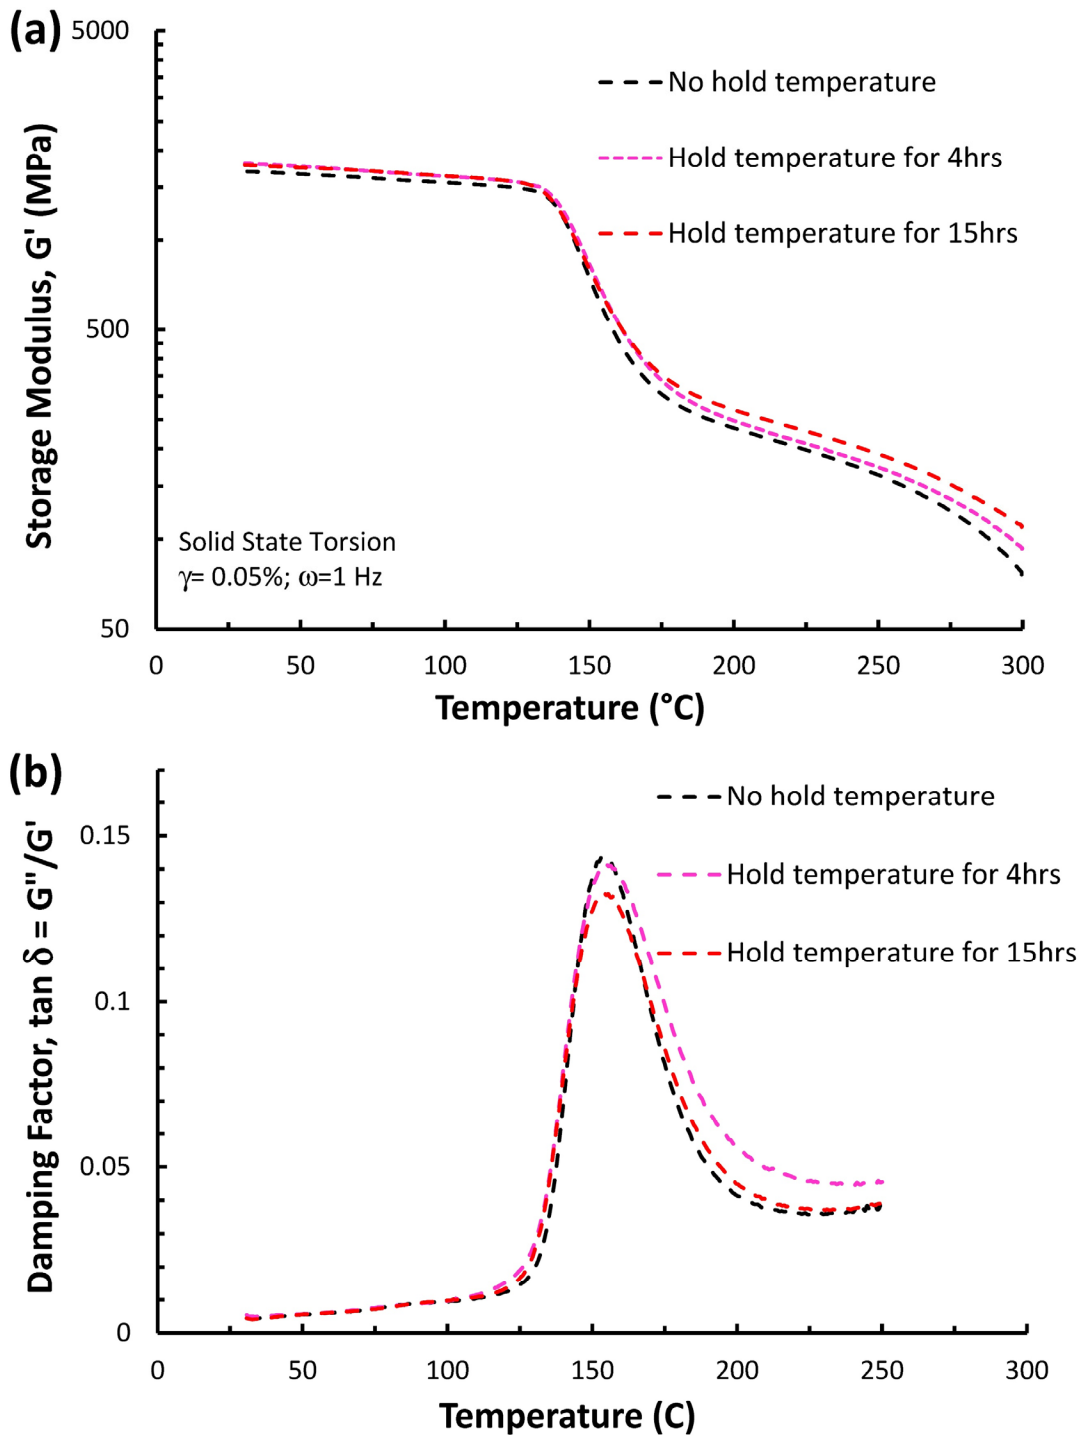 (a)
5000
500
50
Storage Modulus, G' (MPa)
No hold temperature
Hold temperature for 4hrs
Hold temperature for 15hrs
Solid State Torsion
γ= 0.05%; ω=1 Hz
0 50 100 150 200 250 300
Temperature (°C)
(b)
0.15
0.1
0.05
0
Damping Factor, tan δ = G"/G'
No hold temperature
Hold temperature for 4hrs
Hold temperature for 15hrs
0 50 100 150 200 250 300
Temperature (C)